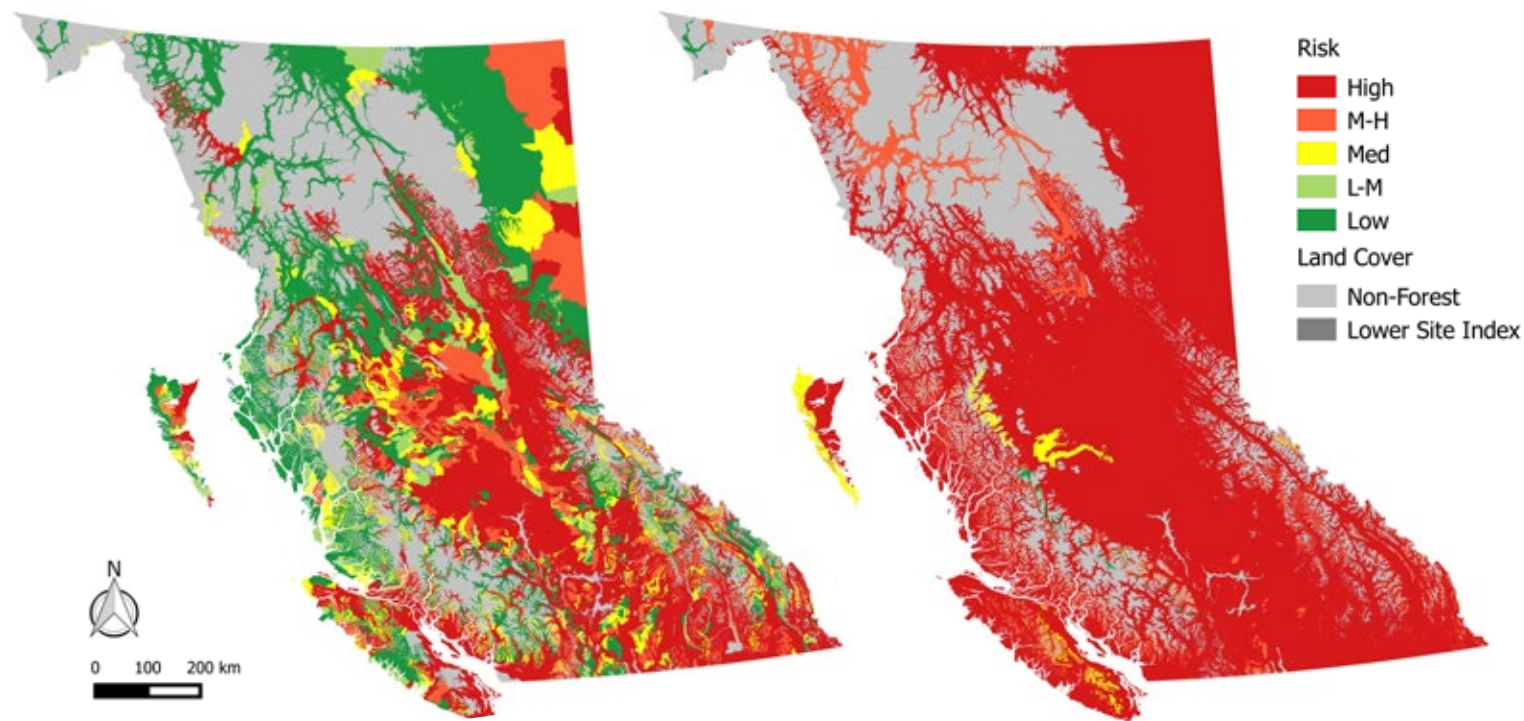 Risk
High
M-H
Med
L-M
Low
Land Cover
Non-Forest
Lower Site Index
N
0 100 200 km